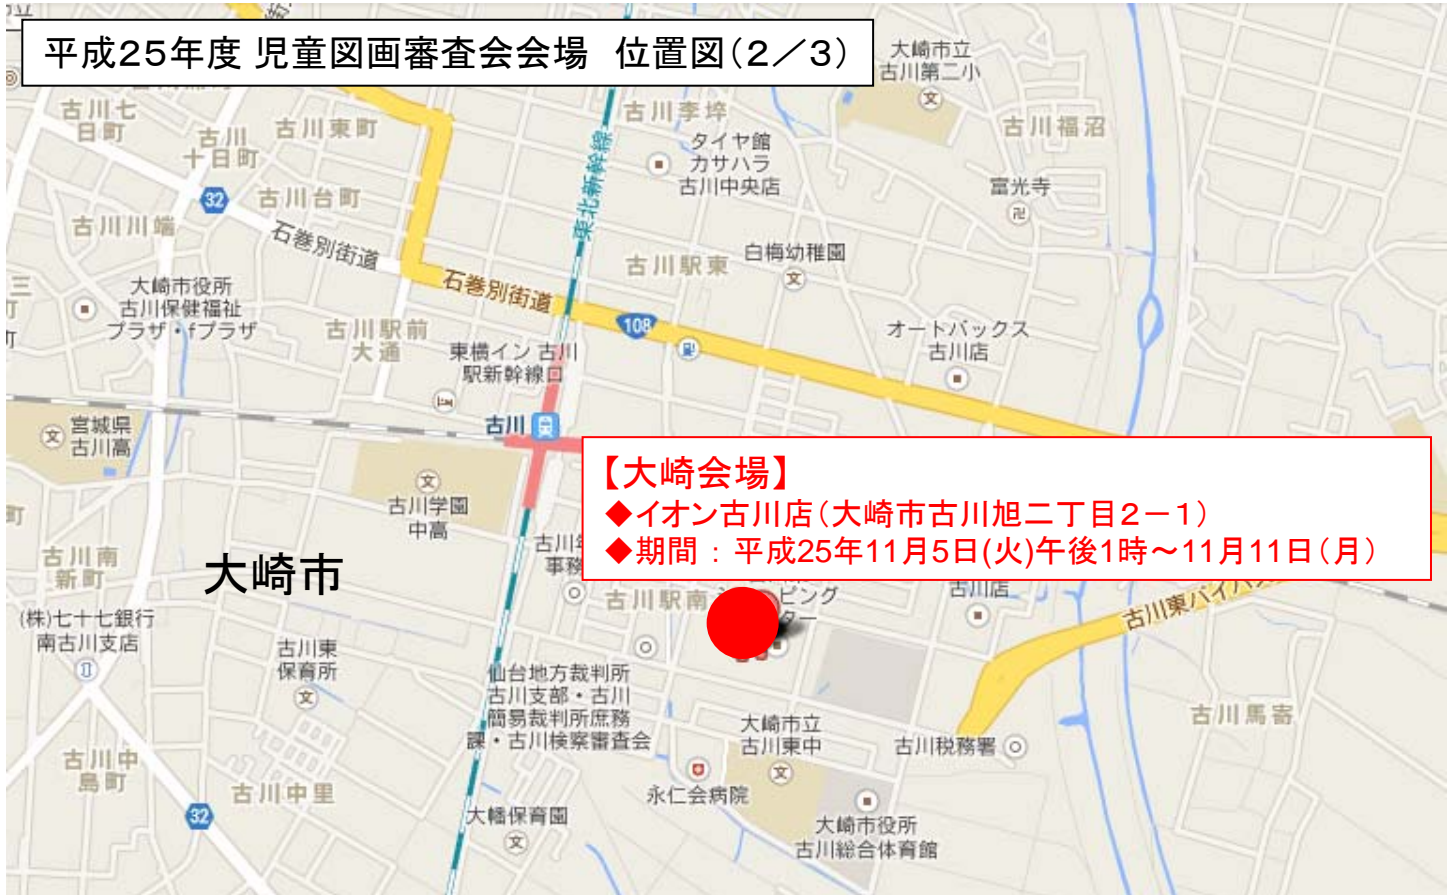 平成25年度 児童図画審査会会場　位置図（2／3）
大崎市立
古川第二小
古川七
日町
古川
十日町
古川東町
古川李埣
タイヤ館
カサハラ
古川中央店
古川福沼
富光寺
32
古川台町
東北新幹線
古川川端
石巻別街道
白梅幼稚園
古川駅東
石巻別街道
大崎市役所
古川保健福祉
プラザ・fプラザ
古川駅前
大通
108
オートバックス
古川店
東横イン 古川
駅新幹線口
宮城県
古川高
古川
【大崎会場】
◆イオン古川店（大崎市古川旭二丁目2－1）
◆期間 ： 平成25年11月5日(火)午後1時～11月11日（月）
古川学園
中高
古川南
新町
大崎市
事務
古川駅南
ピング
ター
古川店
古川東バイパ
(株)七十七銀行
南古川支店
古川東
保育所
仙台地方裁判所
古川支部・古川
簡易裁判所庶務
課・古川検察審査会
大崎市立
古川東中
古川税務署
古川馬寄
古川中
島町
古川中里
永仁会病院
32
大幡保育園
大崎市役所
古川総合体育館